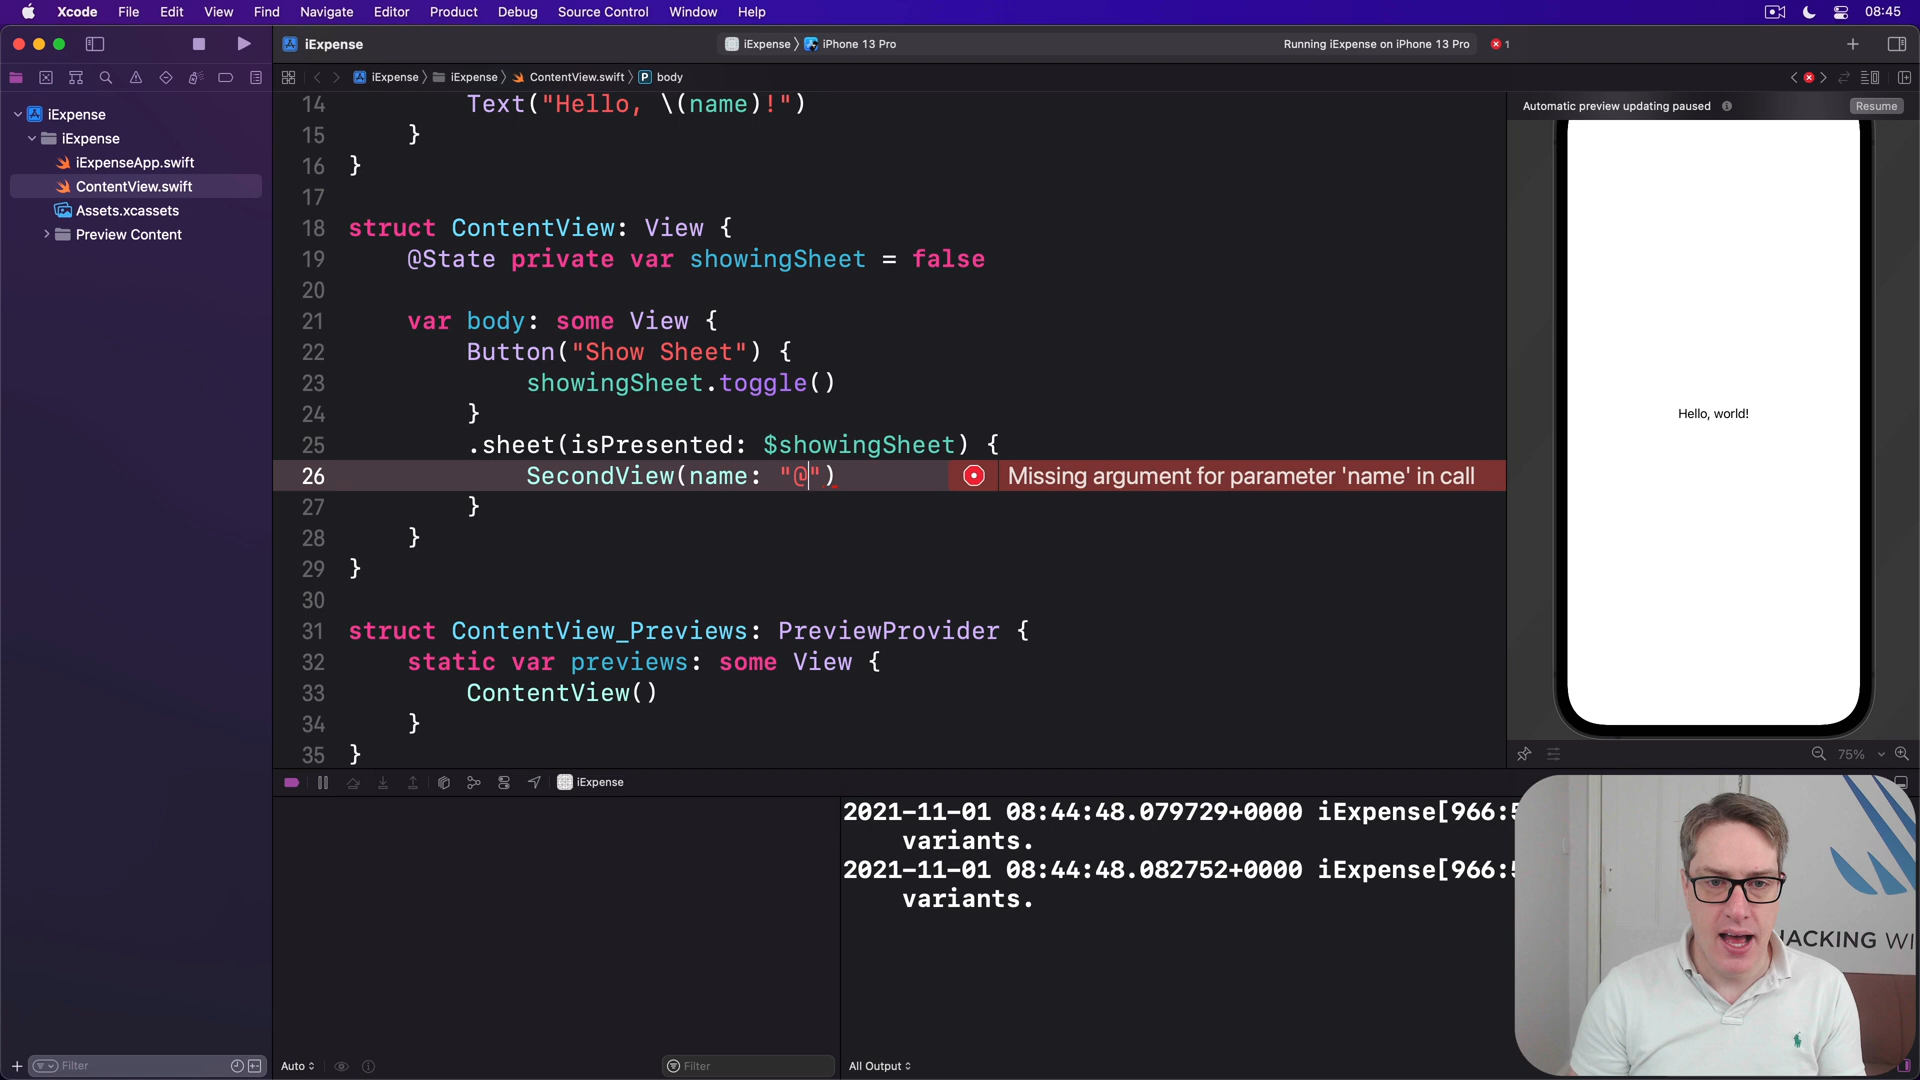 Xcode File Edit View Find Navigate Editor Product Debug Source Control Window Help 08:45
iExpense iExpense iPhone 13 Pro Running iExpense on iPhone 13 Pro 1
iExpense iExpense ContentView.swift P body
Automatic preview updating paused Resume
iExpense
iExpense
iExpenseApp.swift
ContentView.swift
Assets.xcassets
Preview Content
14 Text("Hello, \(name)!")
15 }
16 }
17
18 struct ContentView: View {
19 @State private var showingSheet = false
20
21 var body: some View {
22 Button("Show Sheet") {
23 showingSheet.toggle()
24 }
25 .sheet(isPresented: $showingSheet) {
26 SecondView(name: "@") Missing argument for parameter 'name' in call
27 }
28 }
29 }
30
31 struct ContentView_Previews: PreviewProvider {
32 static var previews: some View {
33 ContentView()
34 }
35 }
Hello, world!
75%
iExpense
2021-11-01 08:44:48.079729+0000 iExpense[966:
variants.
2021-11-01 08:44:48.082752+0000 iExpense[966:
variants.
HACKING WI
Filter
Auto
Filter
All Output